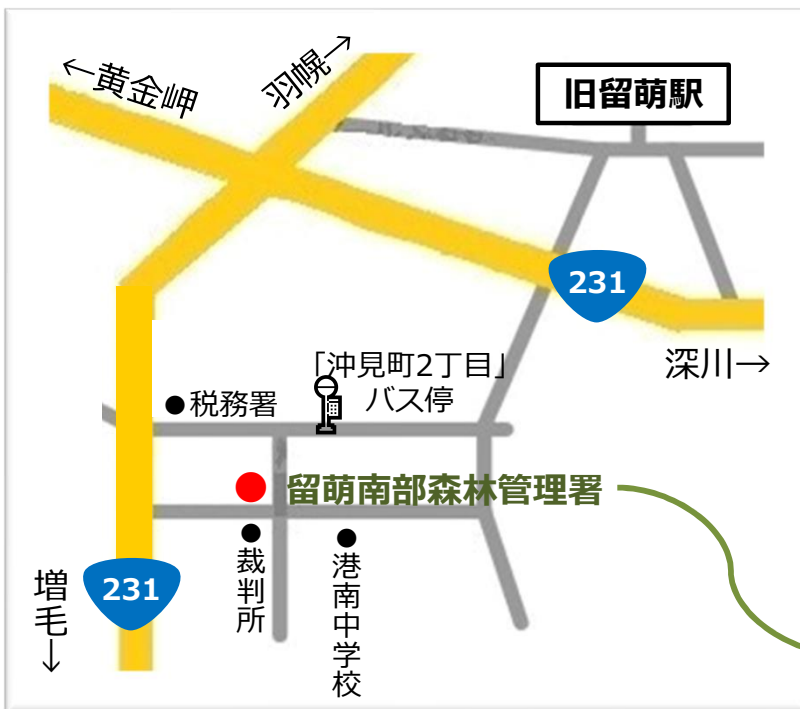 ←黄金岬
羽幌→
旧留萌駅
231
深川→
「沖見町2丁目」
バス停
税務署
留萌南部森林管理署
裁判所
港南中学校
231
増毛→